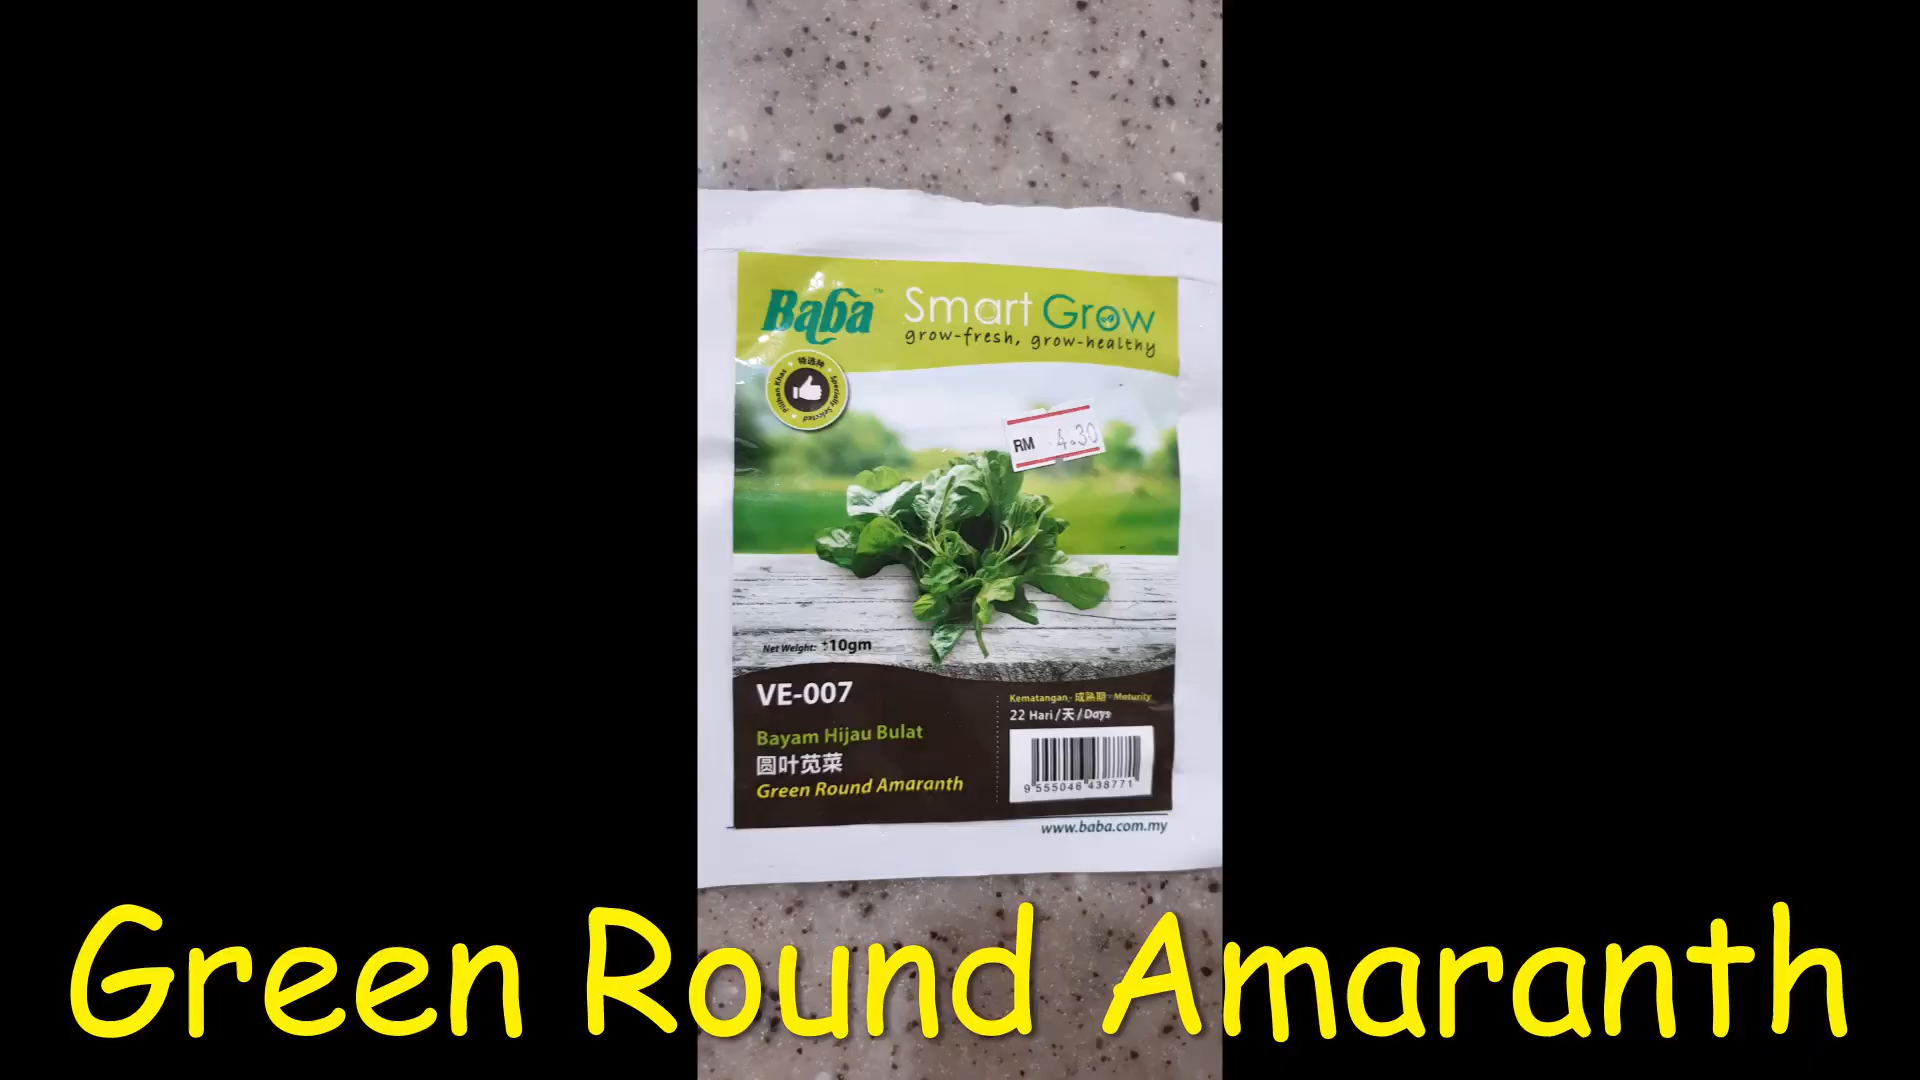 Baba™
Smart Grow
grow-fresh, grow-healthy
特选种
Pilihan Khas
Specially Selected
RM 4.30
Net Weight: ±10gm
VE-007
Bayam Hijau Bulat
圆叶苋菜
Green Round Amaranth
Kematangan · 成熟期 · Maturity
22 Hari/天/Days
9 555046 438771
www.baba.com.my
Green Round Amaranth